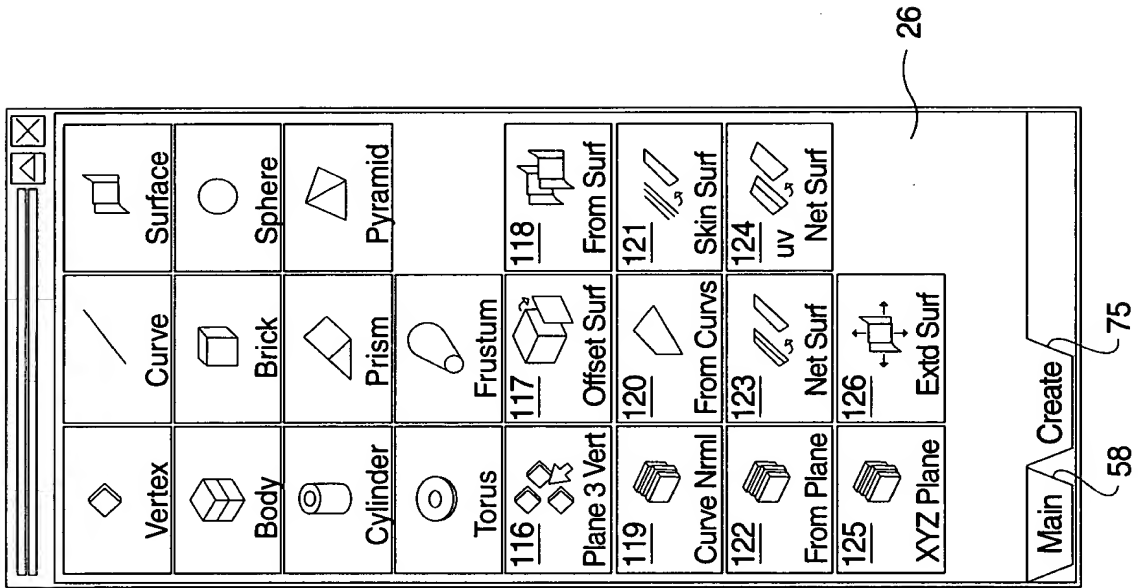 Vertex
Curve
Surface
Body
Brick
Sphere
Cylinder
Prism
Pyramid
Torus
Frustum
116
Plane 3 Vert
117
Offset Surf
118
From Surf
119
Curve Nrml
120
From Curvs
121
Skin Surf
122
From Plane
123
Net Surf
124
uv
Net Surf
125
XYZ Plane
126
Extd Surf
26
Main
Create
58
75